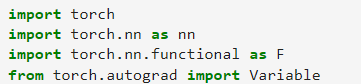 import torch
import torch.nn as nn
import torch.nn.functional as F
from torch.autograd import Variable